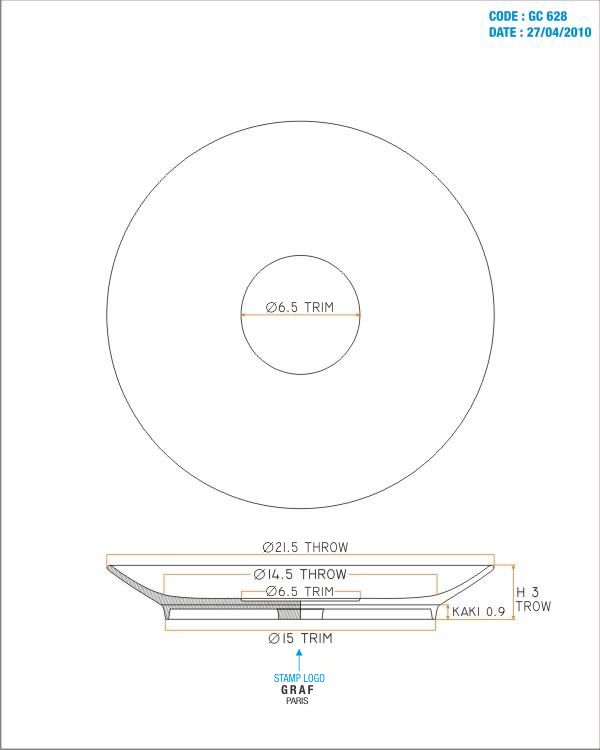 CODE : GC 628
DATE : 27/04/2010
Ø6.5 TRIM
Ø21.5 THROW
Ø14.5 THROW
Ø6.5 TRIM
H 3
TROW
KAKI 0.9
Ø15 TRIM
STAMP LOGO
GRAF
PARIS